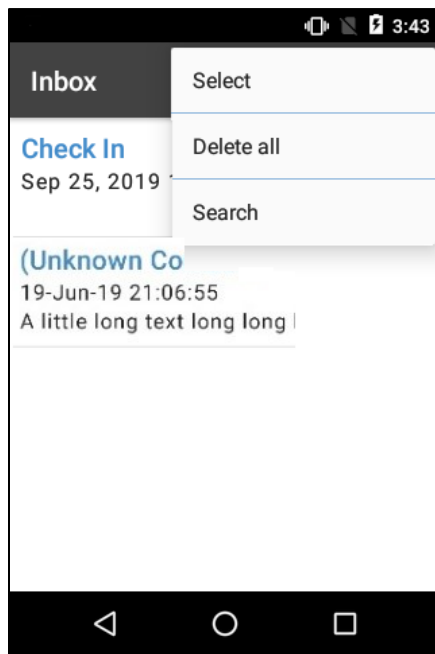 3:43
Inbox
Select
Delete all
Search
Check In
Sep 25, 2019
(Unknown Co
19-Jun-19 21:06:55
A little long text long long